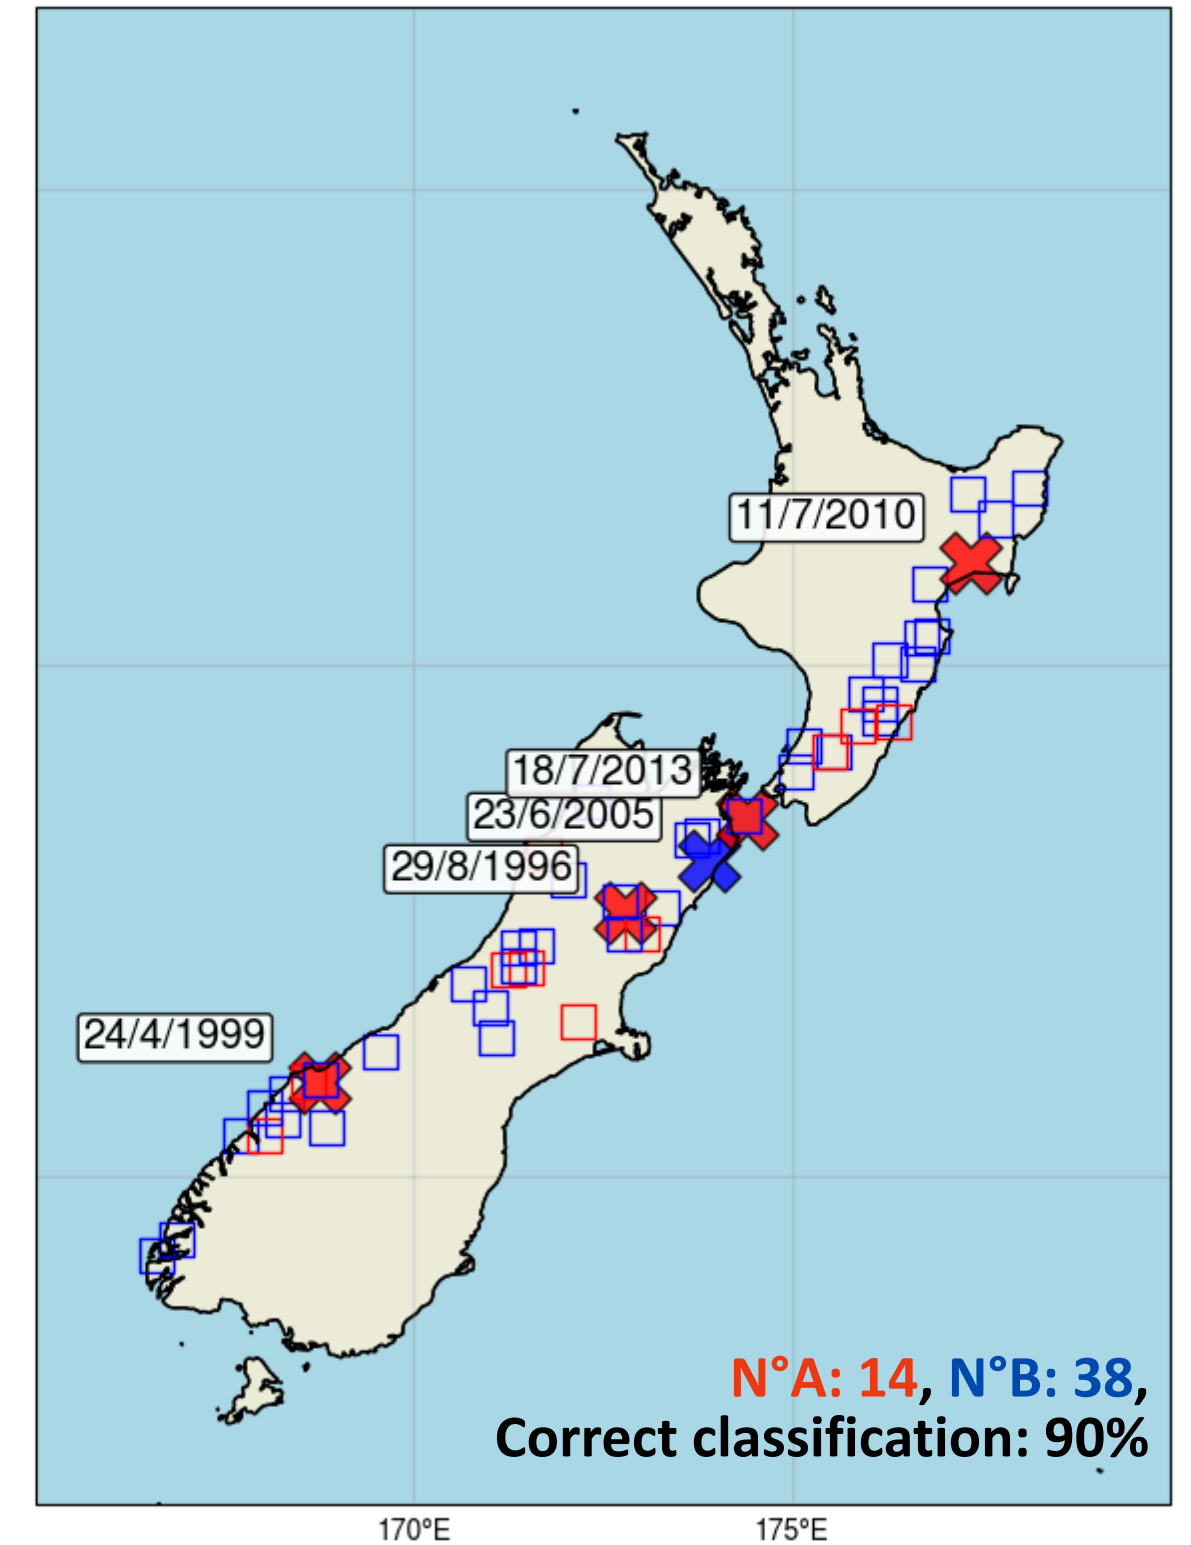 11/7/2010
18/7/2013
23/6/2005
29/8/1996
24/4/1999
N°A: 14, N°B: 38,
Correct classification: 90%
170°E 175°E